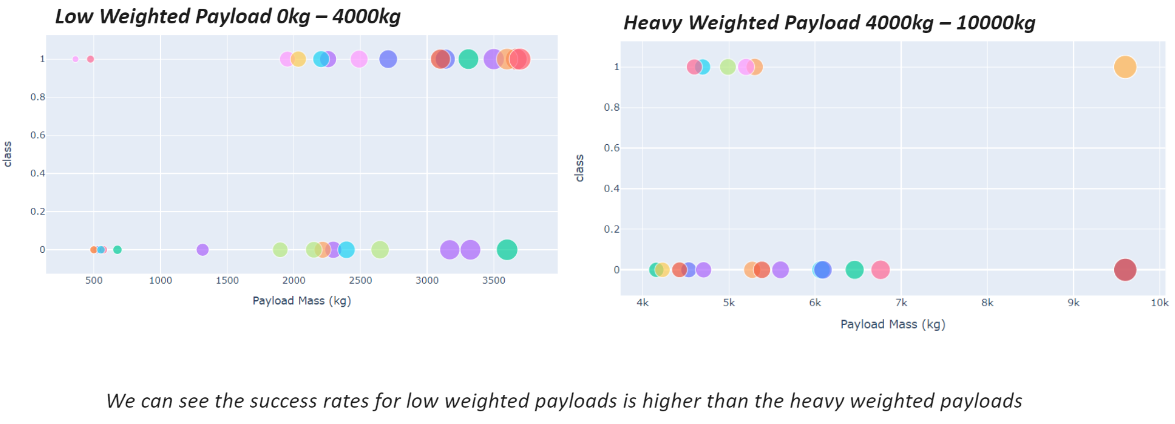 Low Weighted Payload 0kg – 4000kg
1
0.8
0.6
0.4
0.2
0
class
500
1000
1500
2000
2500
3000
3500
Payload Mass (kg)
Heavy Weighted Payload 4000kg – 10000kg
1
0.8
0.6
0.4
0.2
0
class
4k
5k
6k
7k
8k
9k
10k
Payload Mass (kg)
We can see the success rates for low weighted payloads is higher than the heavy weighted payloads